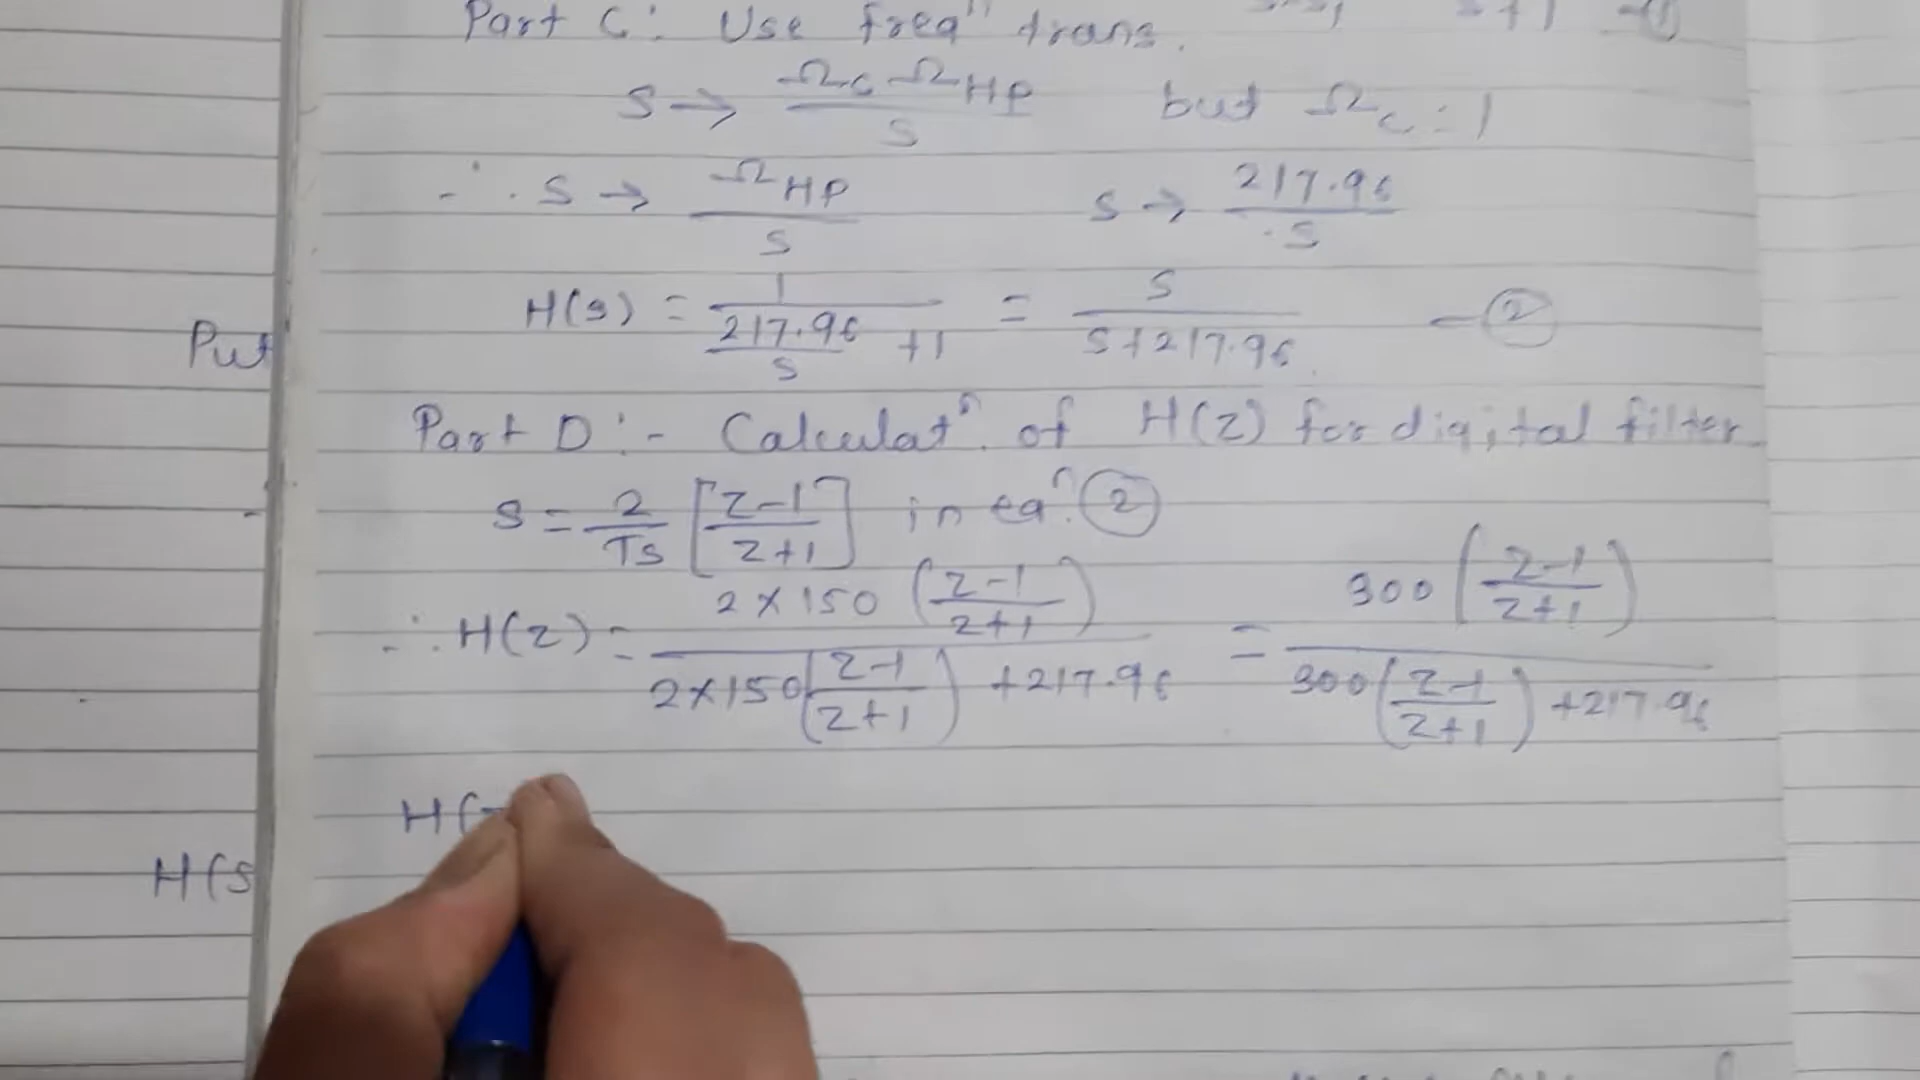 Part C: Use freqⁿ trans.
S → Ωc ΩHP / S but Ωc = 1
∴ S → ΩHP / S S → 217.96 / S
H(s) = 1 / (217.96/S + 1) = S / (S+217.96) - ②
Put
Part D :- Calculatⁿ. of H(z) for digital filter
S = 2/Ts [z-1 / z+1] in eqⁿ. ②
∴ H(z) = 2×150 (z-1 / z+1) / (2×150 (z-1 / z+1) + 217.96) = 300 (z-1 / z+1) / (300 (z-1 / z+1) + 217.96)
H(
H(S